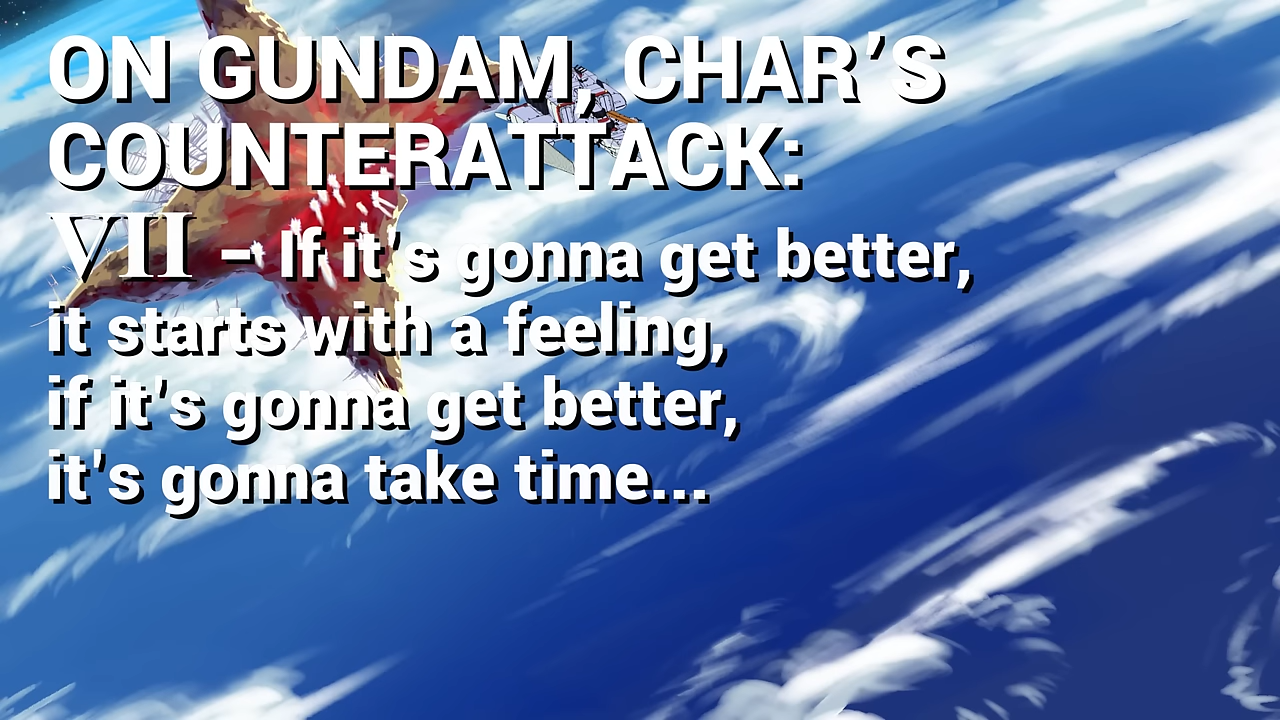 ON GUNDAM, CHAR'S
COUNTERATTACK:
VII – If it's gonna get better,
it starts with a feeling,
if it's gonna get better,
it's gonna take time...